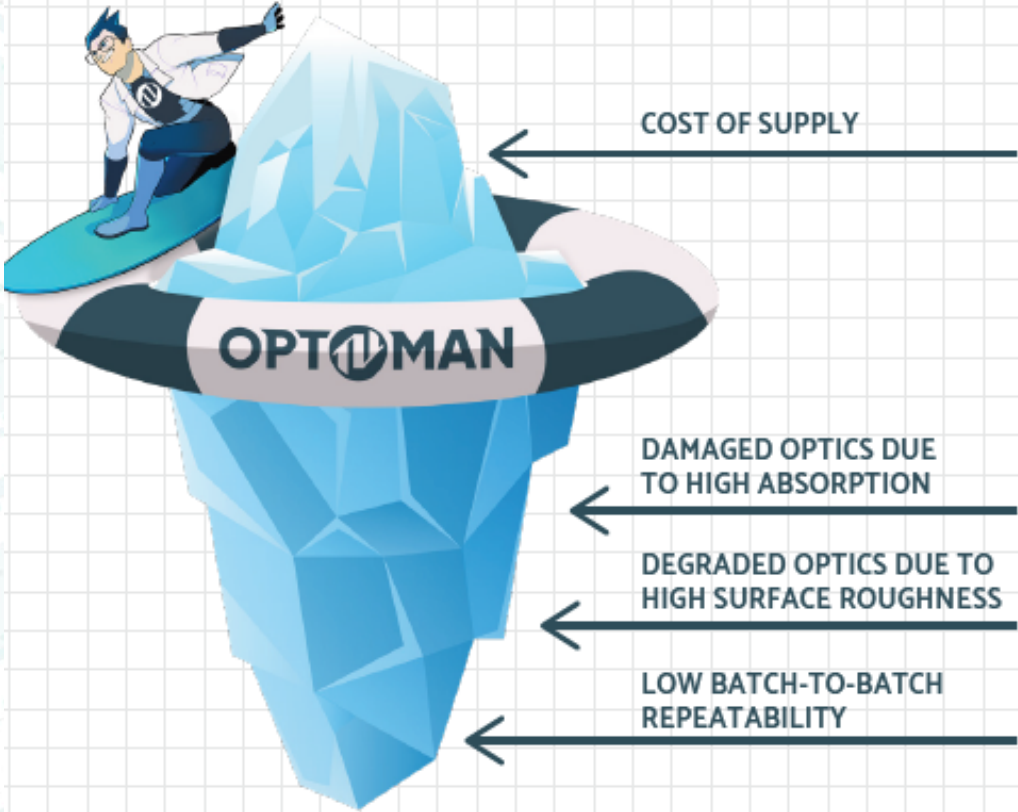 COST OF SUPPLY
OPTOMAN
DAMAGED OPTICS DUE
TO HIGH ABSORPTION
DEGRADED OPTICS DUE TO
HIGH SURFACE ROUGHNESS
LOW BATCH-TO-BATCH
REPEATABILITY